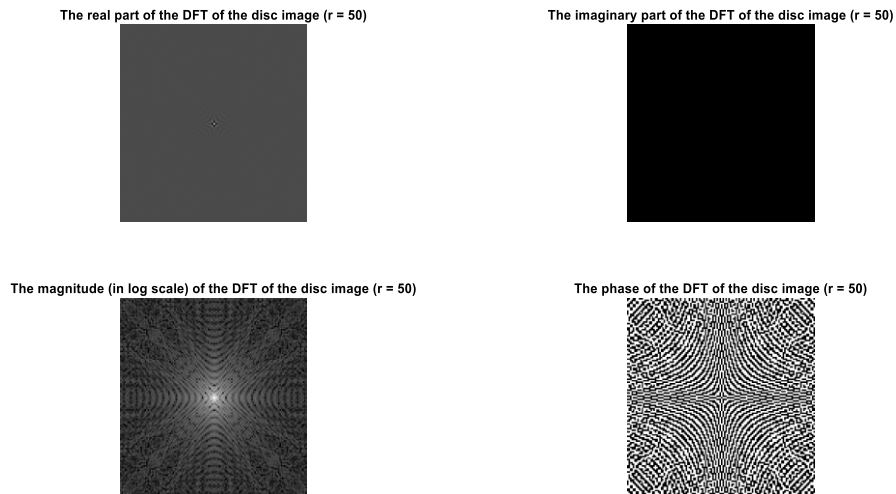 The real part of the DFT of the disc image (r = 50)
The imaginary part of the DFT of the disc image (r = 50)
The magnitude (in log scale) of the DFT of the disc image (r = 50)
The phase of the DFT of the disc image (r = 50)